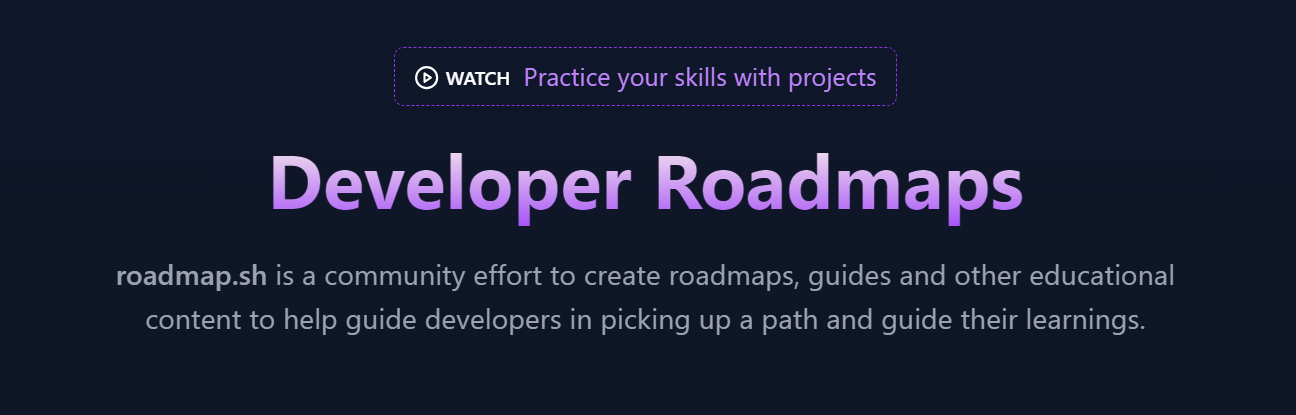 WATCH Practice your skills with projects
Developer Roadmaps
roadmap.sh is a community effort to create roadmaps, guides and other educational
content to help guide developers in picking up a path and guide their learnings.